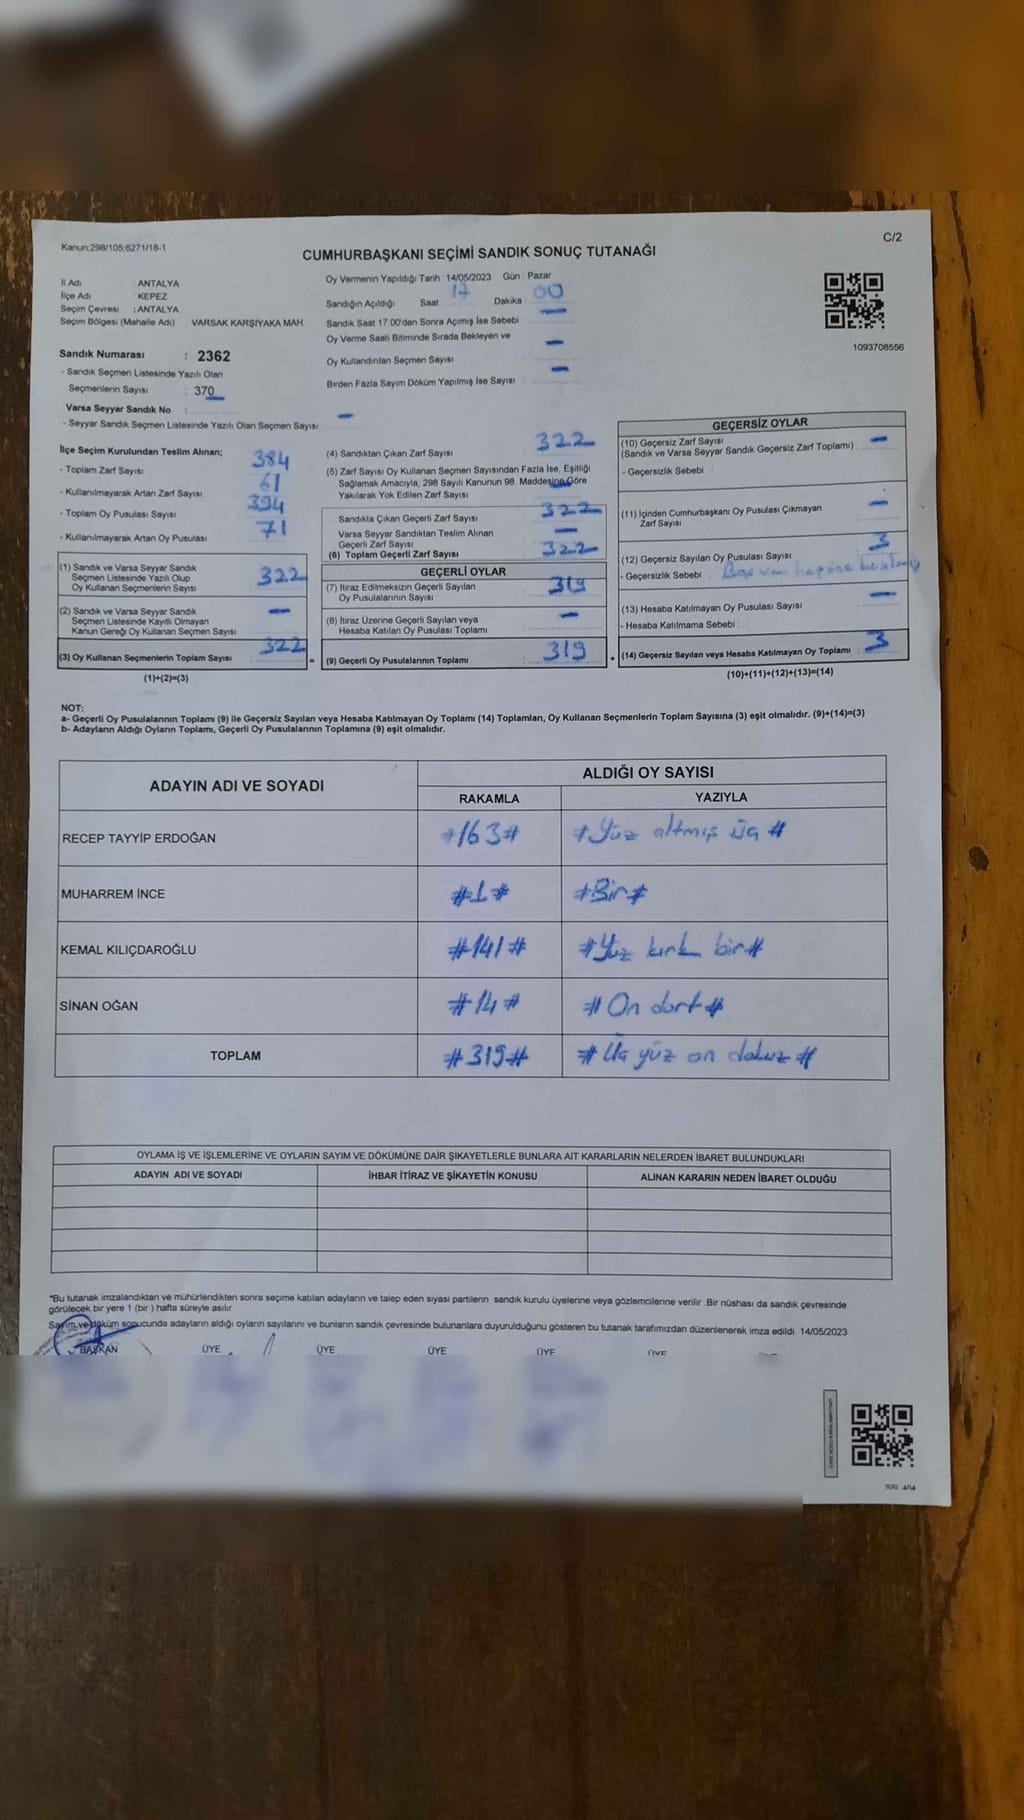 Kanun:298/105;6271/18-1
C/2
CUMHURBAŞKANI SEÇİMİ SANDIK SONUÇ TUTANAĞI
İl Adı ANTALYA
İlçe Adı KEPEZ
Seçim Çevresi : ANTALYA
Seçim Bölgesi (Mahalle Adı) VARSAK KARŞIYAKA MAH.
Sandık Numarası : 2362
- Sandık Seçmen Listesinde Yazılı Olan
Seçmenlerin Sayısı : 370
Varsa Seyyar Sandık No :
- Seyyar Sandık Seçmen Listesinde Yazılı Olan Seçmen Sayısı -
Oy Vermenin Yapıldığı Tarih : 14/05/2023 Gün : Pazar
Sandığın Açıldığı Saat 17 Dakika 00
Sandık Saat 17:00'den Sonra Açımış İse Sebebi -
Oy Verme Saati Bitiminde Sırada Bekleyen ve
Oy Kullandırılan Seçmen Sayısı -
Birden Fazla Sayım Döküm Yapılmış İse Sayısı : -
1093708556
İlçe Seçim Kurulundan Teslim Alınan;
- Toplam Zarf Sayısı 384
- Kullanılmayarak Artan Zarf Sayısı 61
- Toplam Oy Pusulası Sayısı 394
- Kullanılmayarak Artan Oy Pusulası 71
(1) Sandık ve Varsa Seyyar Sandık
Seçmen Listesinde Yazılı Olup
Oy Kullanan Seçmenlerin Sayısı 322
(2) Sandık ve Varsa Seyyar Sandık
Seçmen Listesinde Kayıtlı Olmayan
Kanun Gereği Oy Kullanan Seçmen Sayısı -
(3) Oy Kullanan Seçmenlerin Toplam Sayısı 322
(1)+(2)=(3)
=
(4) Sandıktan Çıkan Zarf Sayısı 322
(5) Zarf Sayısı Oy Kullanan Seçmen Sayısından Fazla İse, Eşitliği
Sağlamak Amacıyla, 298 Sayılı Kanunun 98. Maddesine Göre
Yakılarak Yok Edilen Zarf Sayısı -
Sandıkta Çıkan Geçerli Zarf Sayısı 322
Varsa Seyyar Sandıktan Teslim Alınan
Geçerli Zarf Sayısı -
(6) Toplam Geçerli Zarf Sayısı 322
GEÇERLİ OYLAR
(7) İtiraz Edilmeksizin Geçerli Sayılan
Oy Pusulalarının Sayısı 319
(8) İtiraz Üzerine Geçerli Sayılan veya
Hesaba Katılan Oy Pusulası Toplamı -
(9) Geçerli Oy Pusulalarının Toplamı 319
+
GEÇERSİZ OYLAR
(10) Geçersiz Zarf Sayısı -
(Sandık ve Varsa Seyyar Sandık Geçersiz Zarf Toplamı)
- Geçersizlik Sebebi :
(11) İçinden Cumhurbaşkanı Oy Pusulası Çıkmayan
Zarf Sayısı -
(12) Geçersiz Sayılan Oy Pusulası Sayısı 3
- Geçersizlik Sebebi :
(13) Hesaba Katılmayan Oy Pusulası Sayısı -
- Hesaba Katılmama Sebebi :
(14) Geçersiz Sayılan veya Hesaba Katılmayan Oy Toplamı 3
(10)+(11)+(12)+(13)=(14)
NOT:
a- Geçerli Oy Pusulalarının Toplamı (9) ile Geçersiz Sayılan veya Hesaba Katılmayan Oy Toplamı (14) Toplamları, Oy Kullanan Seçmenlerin Toplam Sayısına (3) eşit olmalıdır. (9)+(14)=(3)
b- Adayların Aldığı Oyların Toplamı, Geçerli Oy Pusulalarının Toplamına (9) eşit olmalıdır.
ADAYIN ADI VE SOYADI ALDIĞI OY SAYISI
RAKAMLA YAZIYLA
RECEP TAYYİP ERDOĞAN #163# #Yüz altmış üç#
MUHARREM İNCE #1# #Bir#
KEMAL KILIÇDAROĞLU #141# #Yüz kırk bir#
SİNAN OĞAN #14# #On dört#
TOPLAM #319# #Üç yüz on dokuz#
OYLAMA İŞ VE İŞLEMLERİNE VE OYLARIN SAYIM VE DÖKÜMÜNE DAİR ŞİKAYETLERLE BUNLARA AİT KARARLARIN NELERDEN İBARET BULUNDUKLARI
ADAYIN ADI VE SOYADI İHBAR İTİRAZ VE ŞİKAYETİN KONUSU ALINAN KARARIN NEDEN İBARET OLDUĞU
*Bu tutanak imzalandıktan ve mühürlendikten sonra seçime katılan adayların ve talep eden siyasi partilerin sandık kurulu üyelerine veya gözlemcilerine verilir .Bir nüshası da sandık çevresinde
görülecek bir yere 1 (bir ) hafta süreyle asılır.
Sayım ve döküm sonucunda adayların aldığı oyların sayılarını ve bunların sandık çevresinde bulunanlara duyurulduğunu gösteren bu tutanak tarafımızdan düzenlenerek imza edildi. 14/05/2023
BAŞKAN ÜYE ÜYE ÜYE ÜYE ÜYE